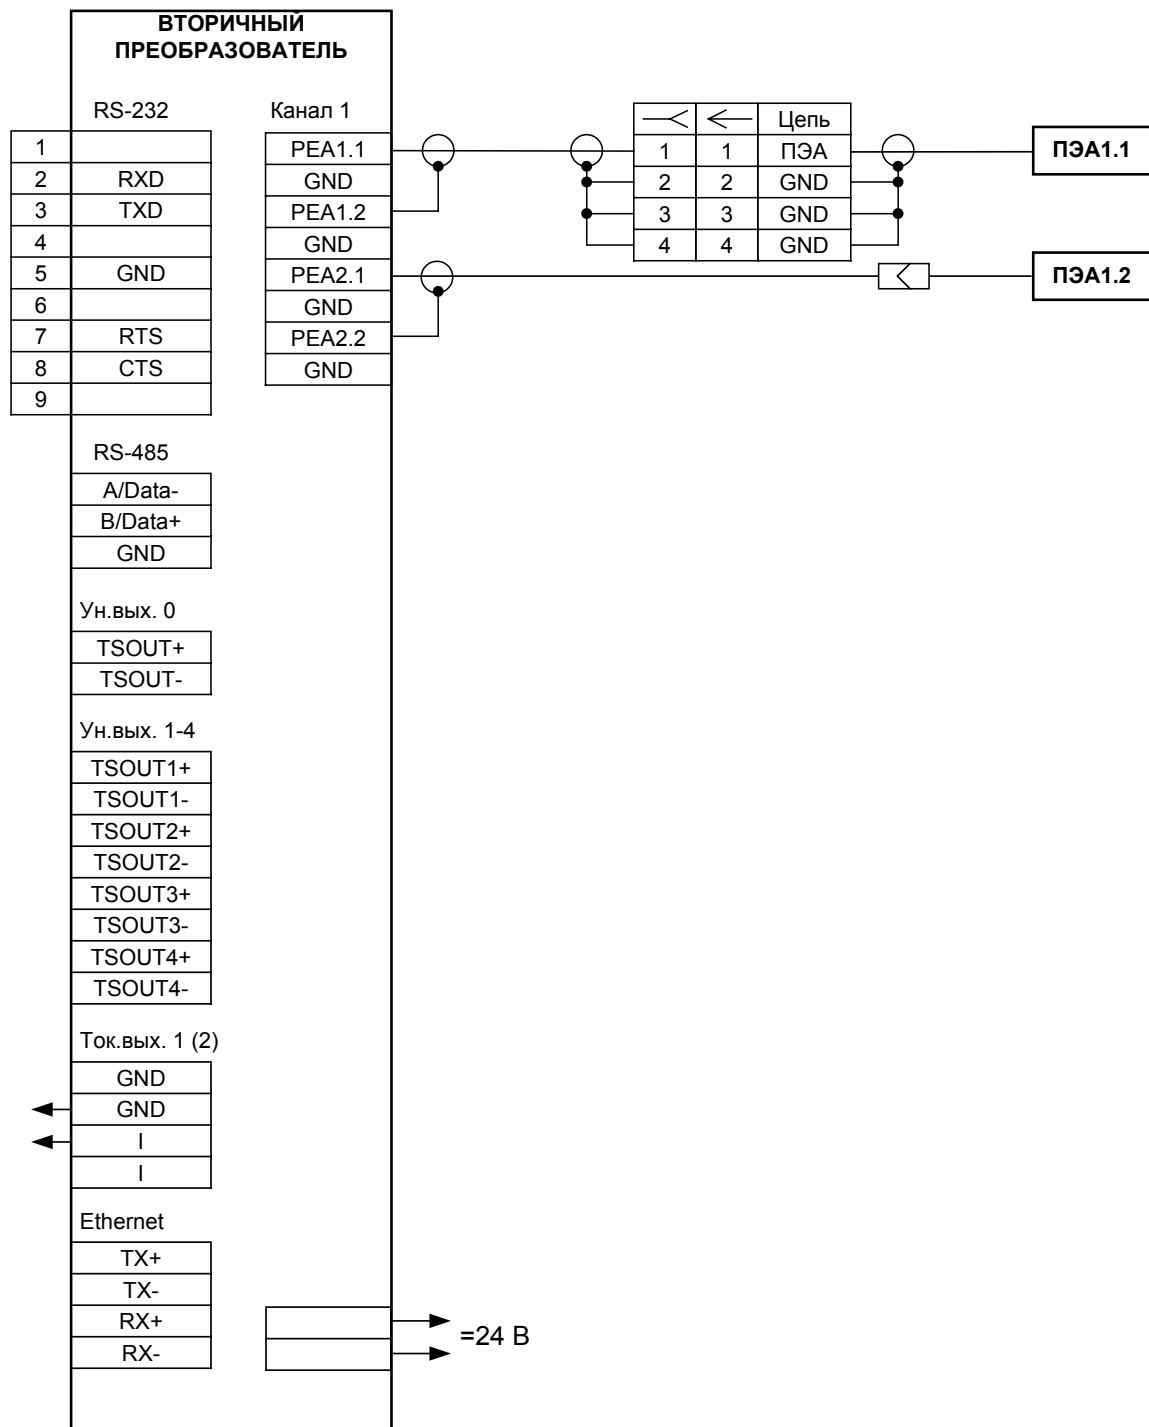 ВТОРИЧНЫЙ
ПРЕОБРАЗОВАТЕЛЬ
RS-232
1
2 RXD
3 TXD
4
5 GND
6
7 RTS
8 CTS
9
Канал 1
PEA1.1
GND
PEA1.2
GND
PEA2.1
GND
PEA2.2
GND
Цепь
1 1 ПЭА
2 2 GND
3 3 GND
4 4 GND
ПЭА1.1
ПЭА1.2
RS-485
A/Data-
B/Data+
GND
Ун.вых. 0
TSOUT+
TSOUT-
Ун.вых. 1-4
TSOUT1+
TSOUT1-
TSOUT2+
TSOUT2-
TSOUT3+
TSOUT3-
TSOUT4+
TSOUT4-
Ток.вых. 1 (2)
GND
GND
I
I
Ethernet
TX+
TX-
RX+
RX-
=24 В